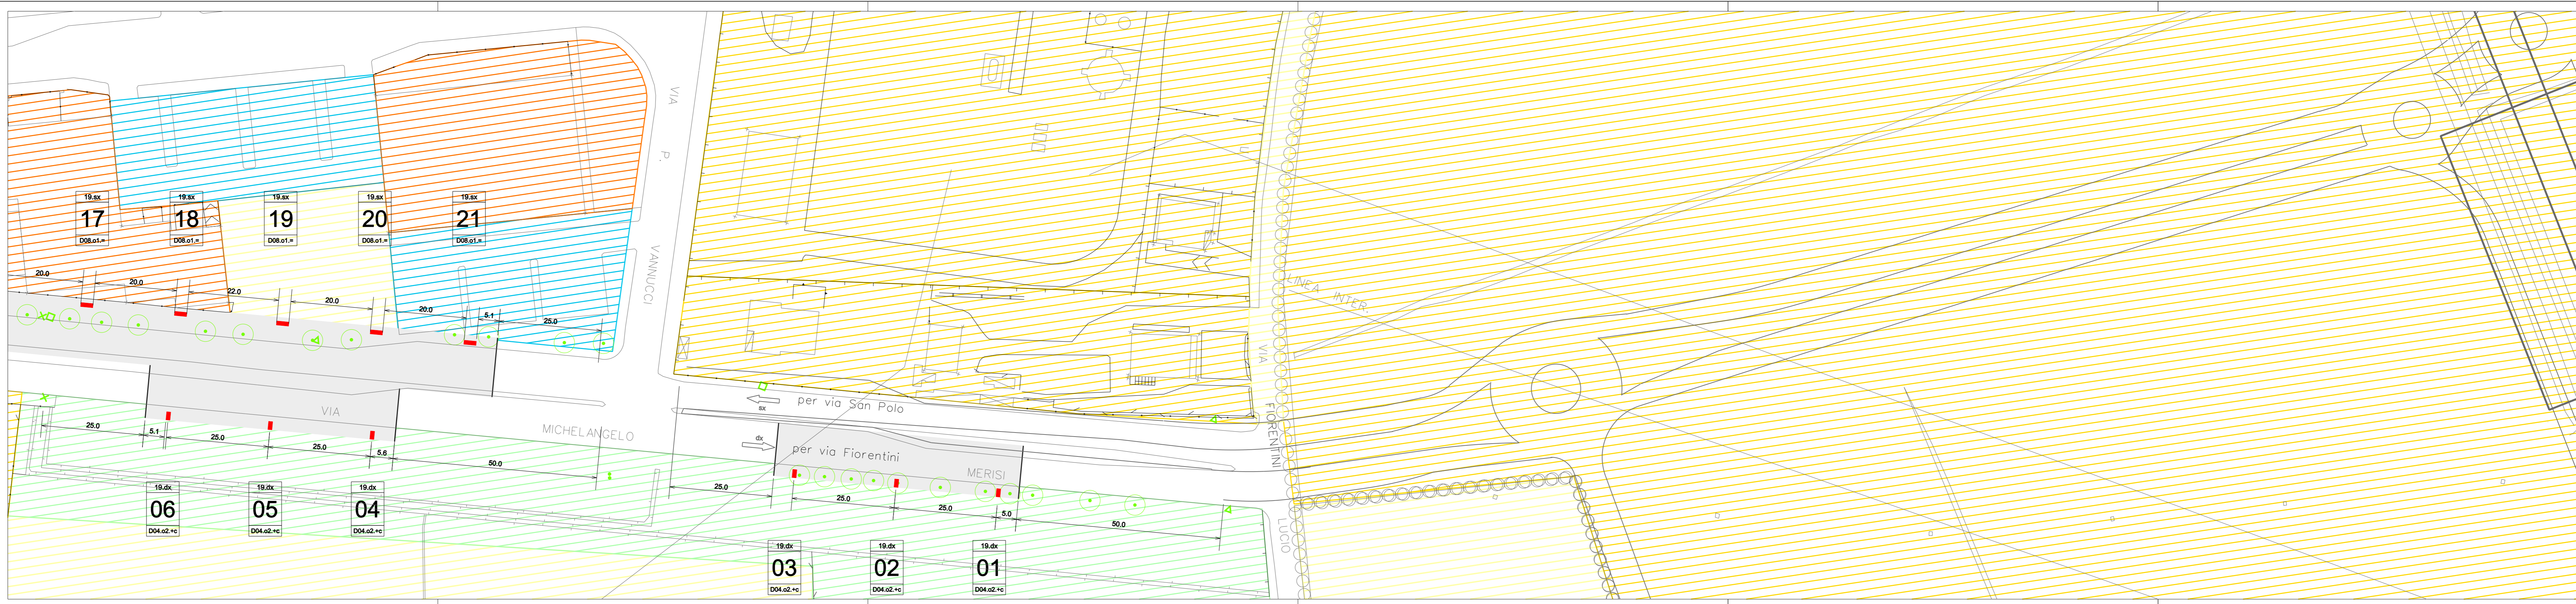 VIA
P.
VANNUCCI
U
19.sx
17
D08.o1.=
19.sx
18
D08.o1.=
19.sx
19
D08.o1.=
19.sx
20
D08.o1.=
19.sx
21
D08.o1.=
20.0
20.0
22.0
20.0
20.0
5.1
25.0
LINEA INTER.
VIA
FIORENTINI
LUCIO
per via San Polo
sx
VIA
MICHELANGELO
dx
per via Fiorentini
MERISI
25.0
5.1
25.0
25.0
5.6
50.0
25.0
25.0
25.0
5.0
50.0
19.dx
06
D04.o2.+c
19.dx
05
D04.o2.+c
19.dx
04
D04.o2.+c
19.dx
03
D04.o2.+c
19.dx
02
D04.o2.+c
19.dx
01
D04.o2.+c